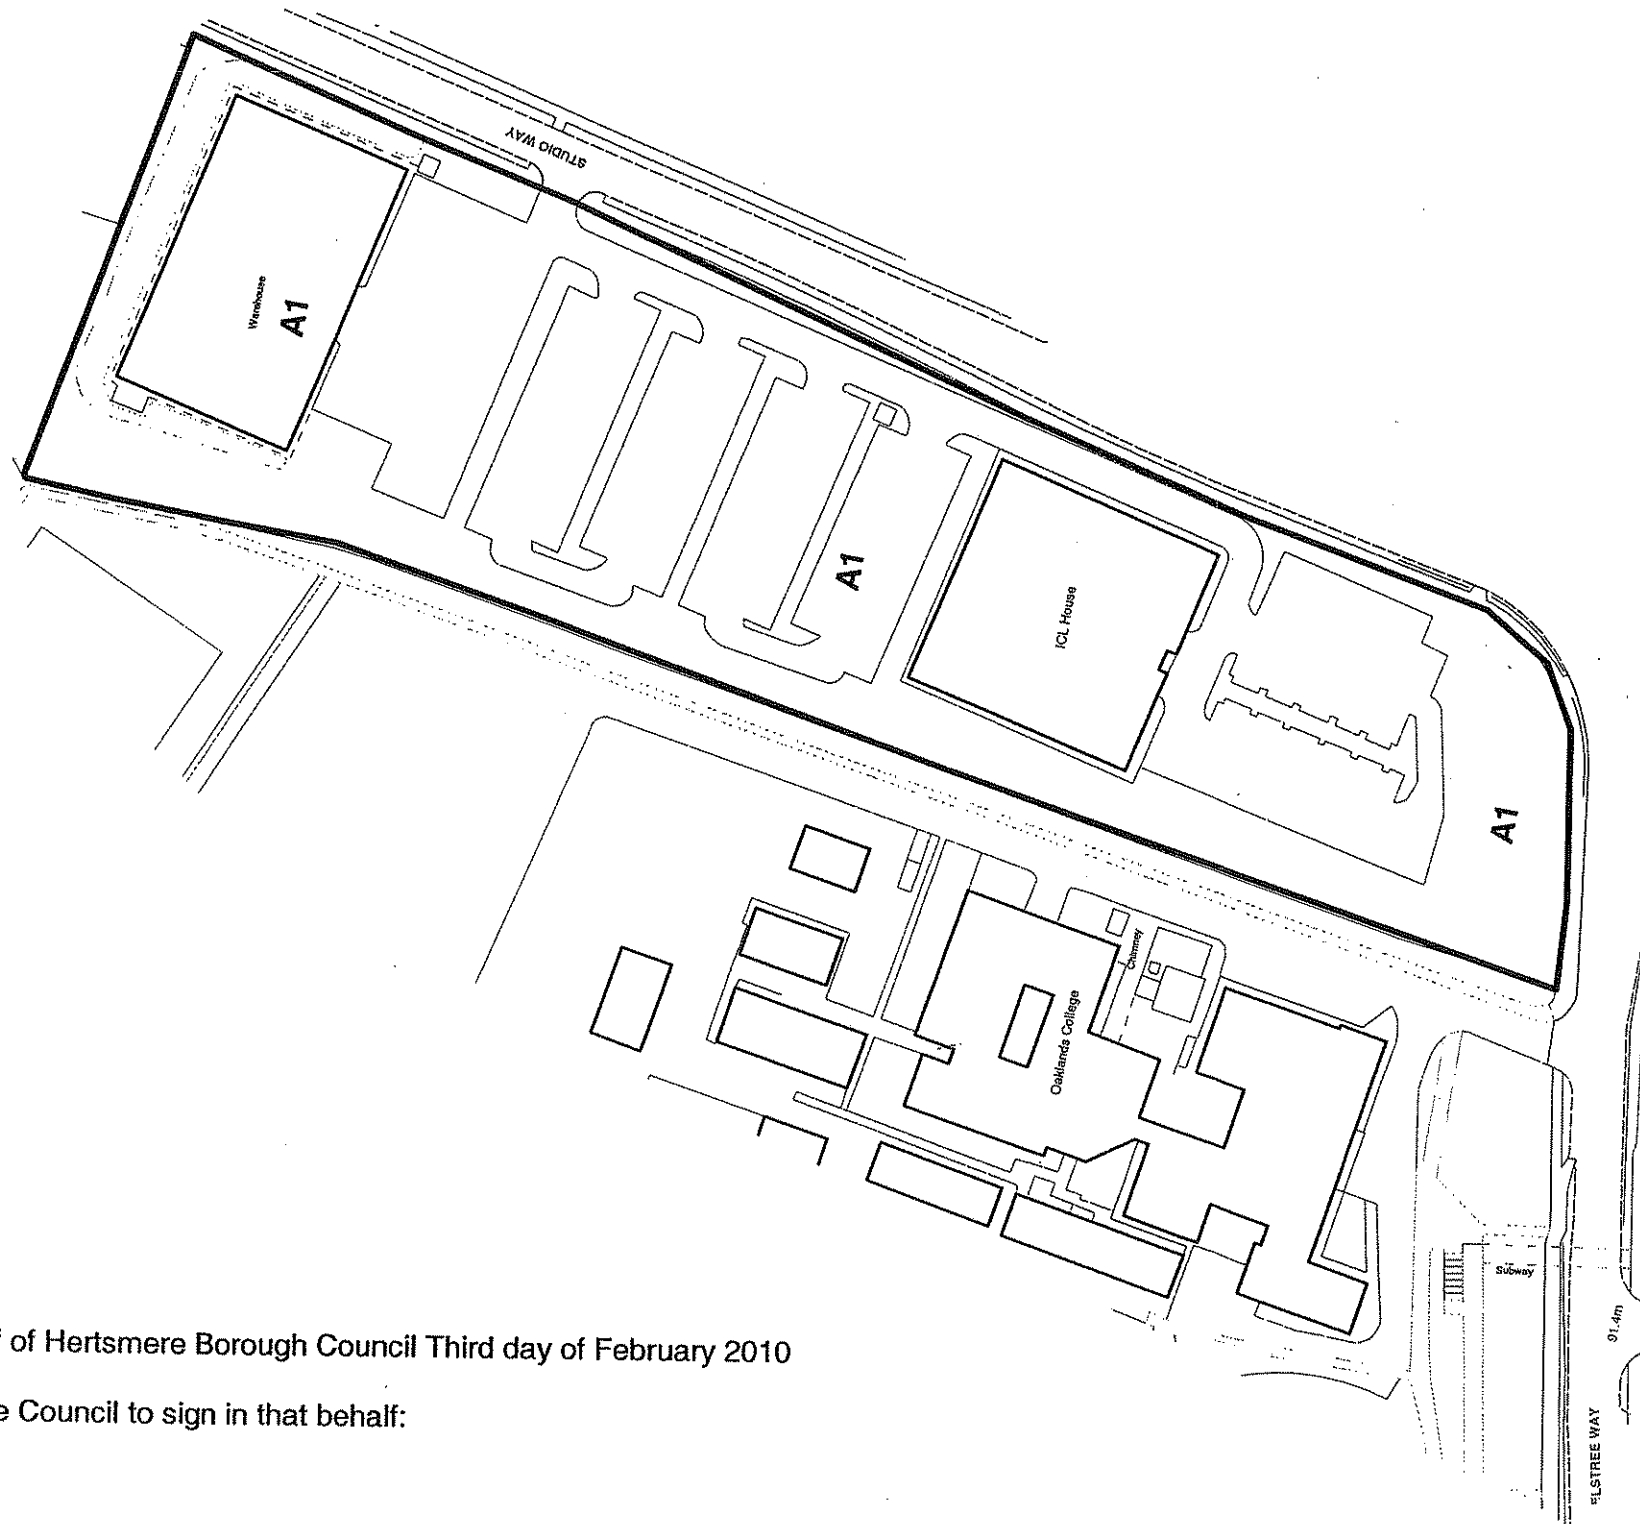 STUDIO WAY
Warehouse
A1
A1
ICL House
A1
Chimney
Oaklands College
Subway
91.4m
of Hertsmere Borough Council Third day of February 2010
Council to sign in that behalf:
ELSTREE WAY